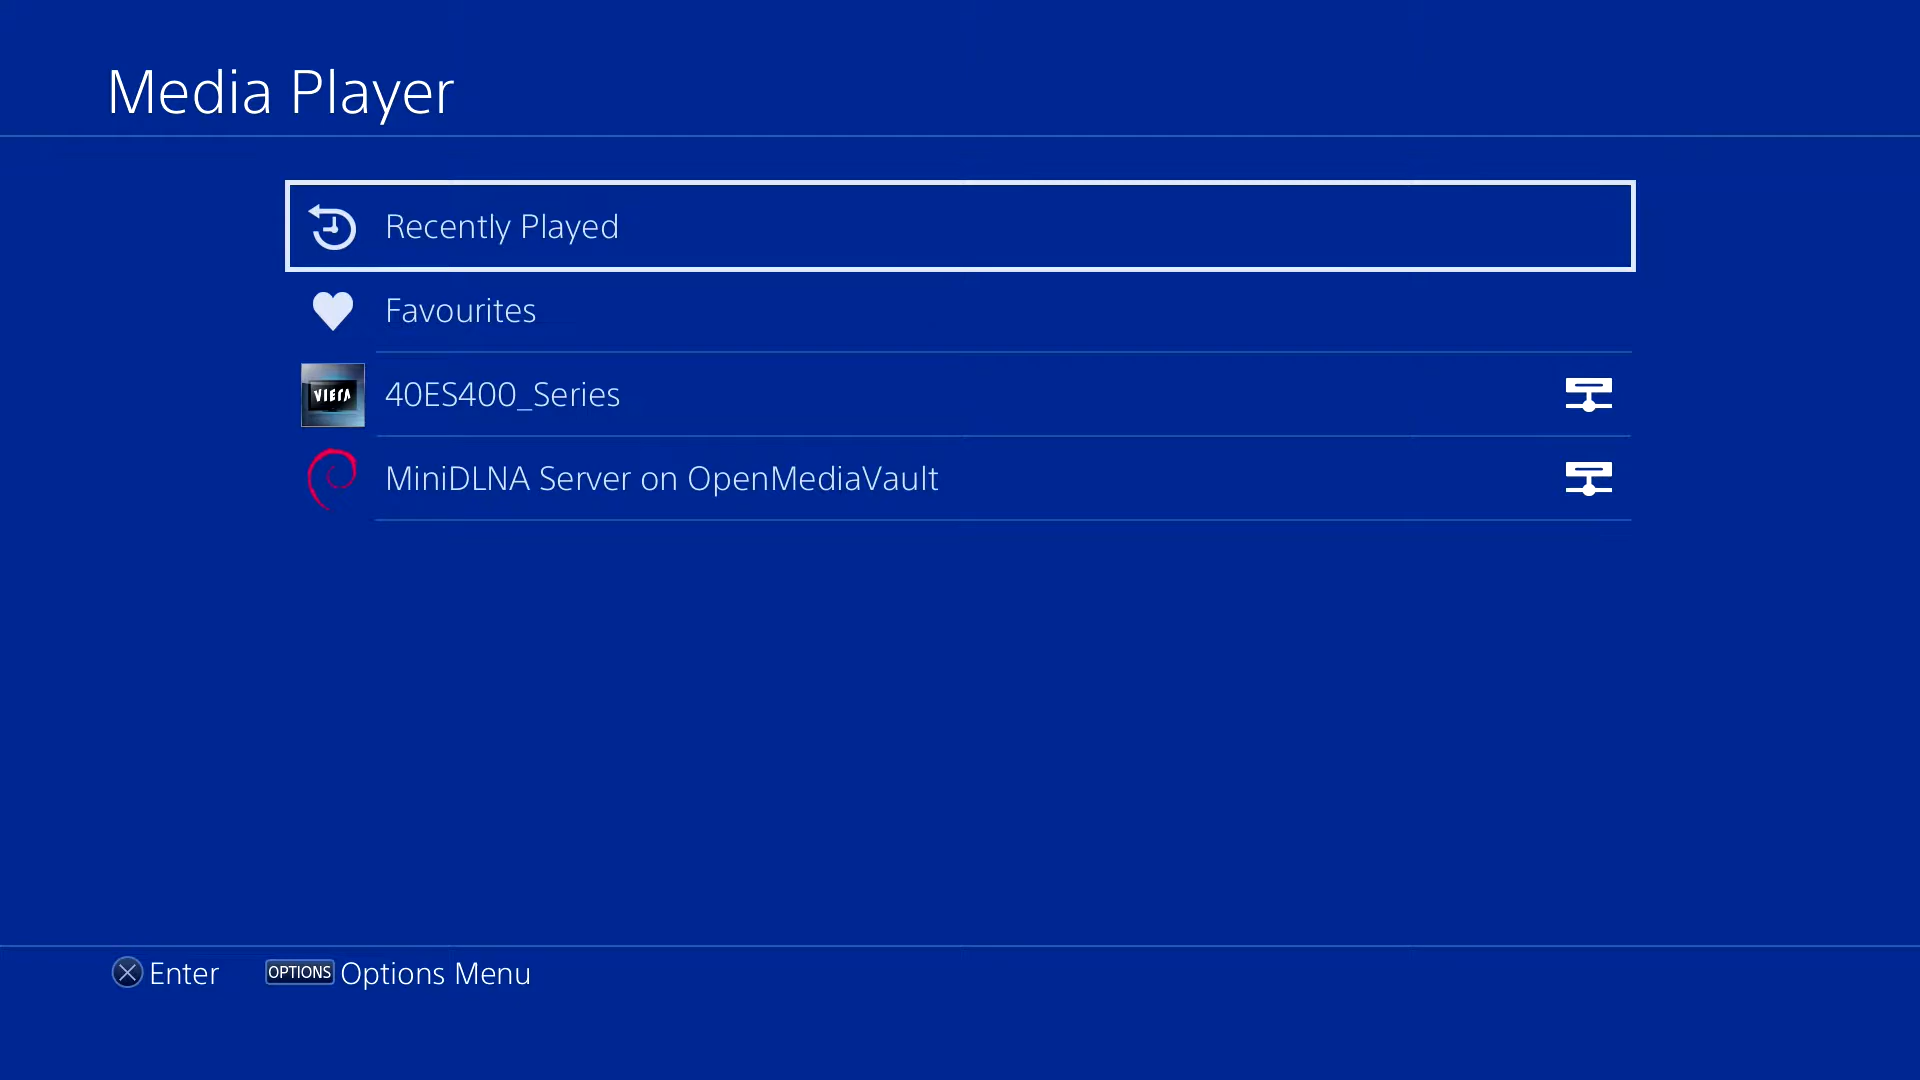 Media Player
Recently Played
Favourites
VIERA
40ES400_Series
MiniDLNA Server on OpenMediaVault
Enter
OPTIONS Options Menu